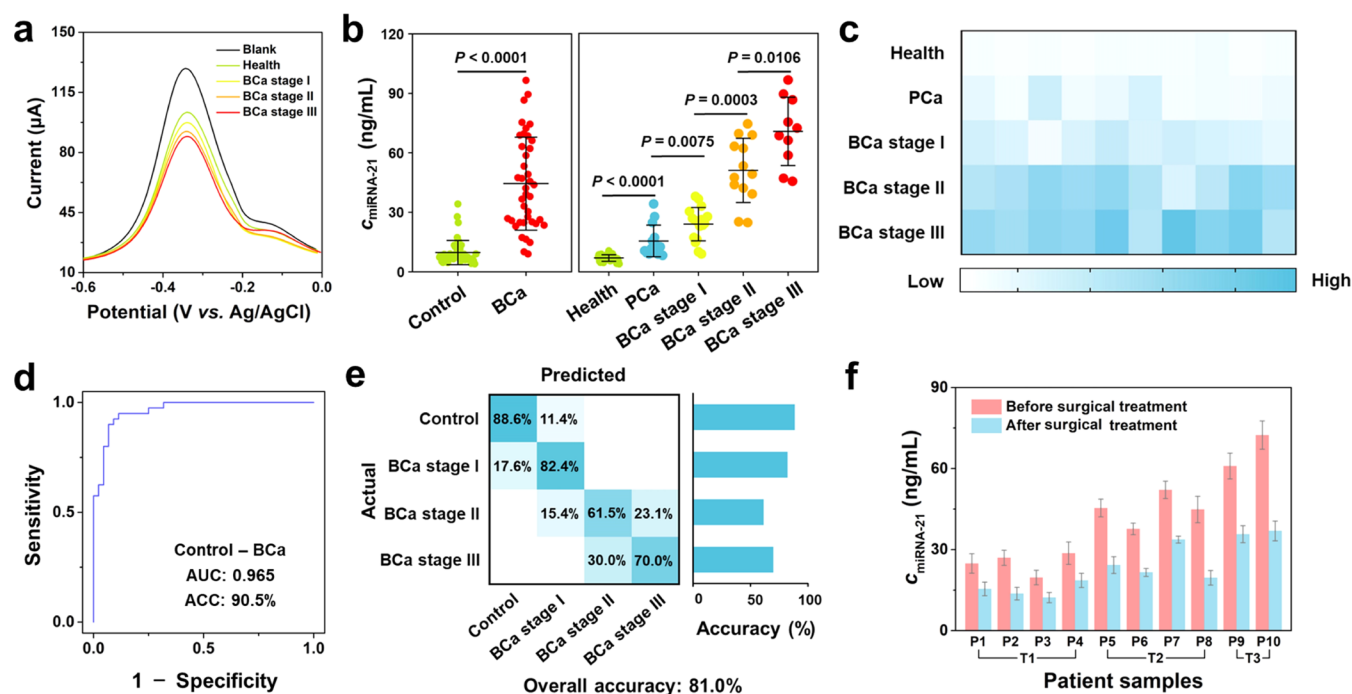 a
150
115
80
45
10
Current (μA)
-0.6
-0.4
-0.2
0.0
Potential (V vs. Ag/AgCl)
Blank
Health
BCa stage I
BCa stage II
BCa stage III
b
120
90
60
30
0
cmiRNA-21 (ng/mL)
P < 0.0001
Control
BCa
P < 0.0001
P = 0.0075
P = 0.0003
P = 0.0106
Health
PCa
BCa stage I
BCa stage II
BCa stage III
c
Health
PCa
BCa stage I
BCa stage II
BCa stage III
Low
High
d
1.0
0.5
0.0
Sensitivity
Control – BCa
AUC: 0.965
ACC: 90.5%
0.0
0.5
1.0
1 – Specificity
e
Predicted
Actual
Control
88.6%
11.4%
BCa stage I
17.6%
82.4%
BCa stage II
15.4%
61.5%
23.1%
BCa stage III
30.0%
70.0%
Control
BCa stage I
BCa stage II
BCa stage III
0
50
100
Accuracy (%)
Overall accuracy: 81.0%
f
90
60
30
0
cmiRNA-21 (ng/mL)
Before surgical treatment
After surgical treatment
P1 P2 P3 P4 P5 P6 P7 P8 P9 P10
T1
T2
T3
Patient samples